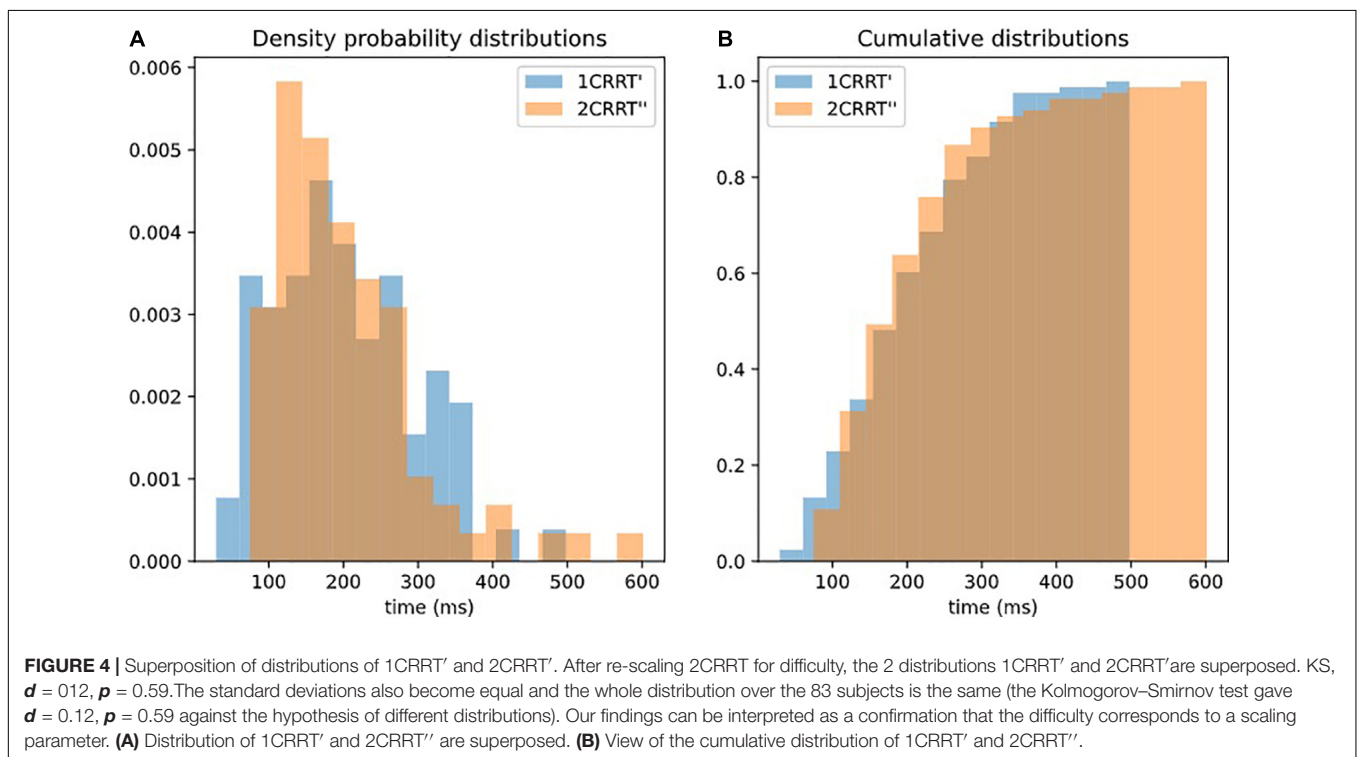 A
Density probability distributions
0.006
0.005
0.004
0.003
0.002
0.001
0.000
1CRRT'
2CRRT''
100 200 300 400 500 600
time (ms)
B
Cumulative distributions
1.0
0.8
0.6
0.4
0.2
0.0
1CRRT'
2CRRT''
100 200 300 400 500 600
time (ms)
FIGURE 4 | Superposition of distributions of 1CRRT′ and 2CRRT′. After re-scaling 2CRRT for difficulty, the 2 distributions 1CRRT′ and 2CRRT′are superposed. KS,
d = 012, p = 0.59.The standard deviations also become equal and the whole distribution over the 83 subjects is the same (the Kolmogorov–Smirnov test gave
d = 0.12, p = 0.59 against the hypothesis of different distributions). Our findings can be interpreted as a confirmation that the difficulty corresponds to a scaling
parameter. (A) Distribution of 1CRRT′ and 2CRRT′′ are superposed. (B) View of the cumulative distribution of 1CRRT′ and 2CRRT′′.